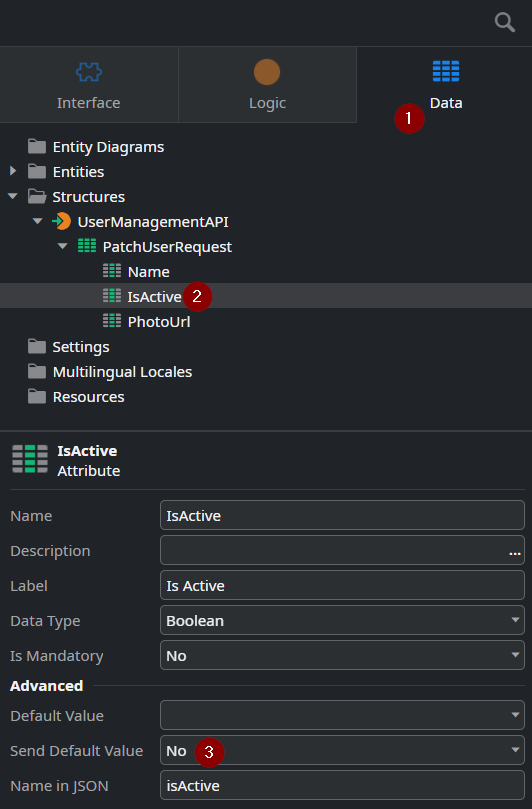 Interface
Logic
Data
1
Entity Diagrams
Entities
Structures
UserManagementAPI
PatchUserRequest
Name
IsActive 2
PhotoUrl
Settings
Multilingual Locales
Resources
IsActive
Attribute
Name IsActive
Description ...
Label Is Active
Data Type Boolean
Is Mandatory No
Advanced
Default Value
Send Default Value No 3
Name in JSON isActive